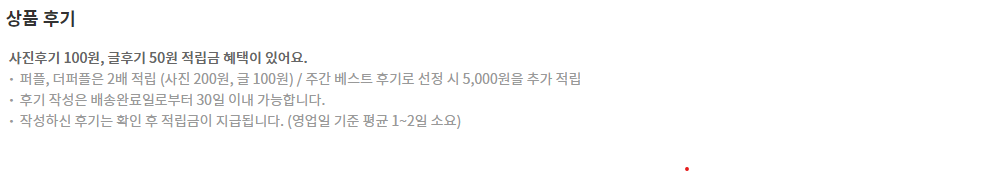 상품 후기
사진후기 100원, 글후기 50원 적립금 혜택이 있어요.
· 퍼플, 더퍼플은 2배 적립 (사진 200원, 글 100원) / 주간 베스트 후기로 선정 시 5,000원을 추가 적립
· 후기 작성은 배송완료일로부터 30일 이내 가능합니다.
· 작성하신 후기는 확인 후 적립금이 지급됩니다. (영업일 기준 평균 1~2일 소요)